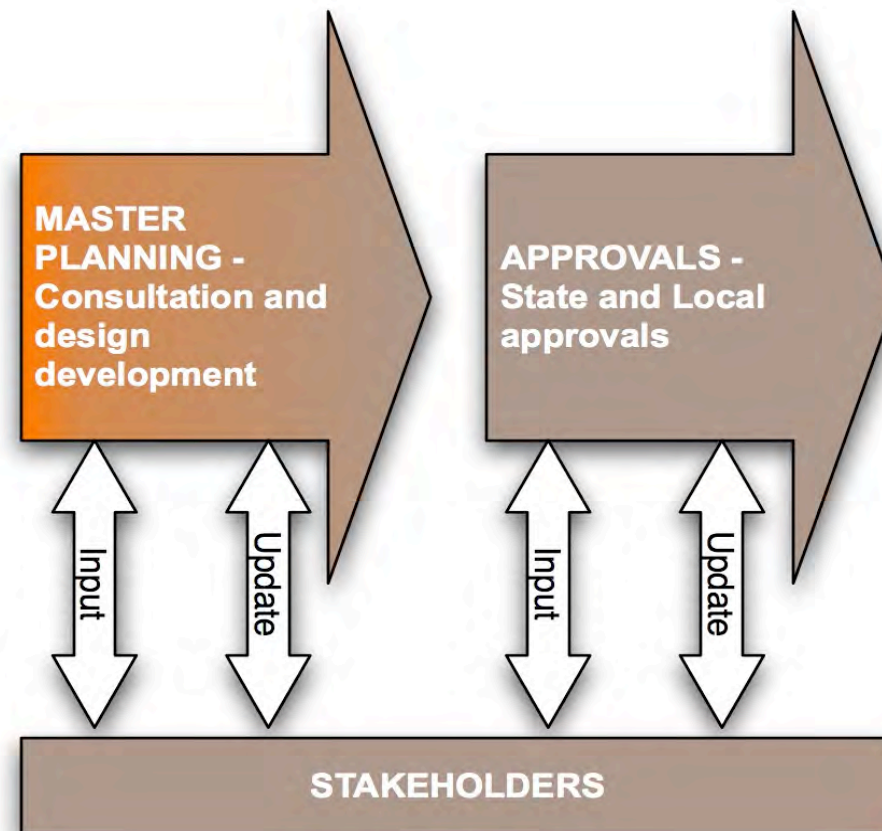 MASTER
PLANNING -
Consultation and
design
development
APPROVALS -
State and Local
approvals
Input
Update
Input
Update
STAKEHOLDERS